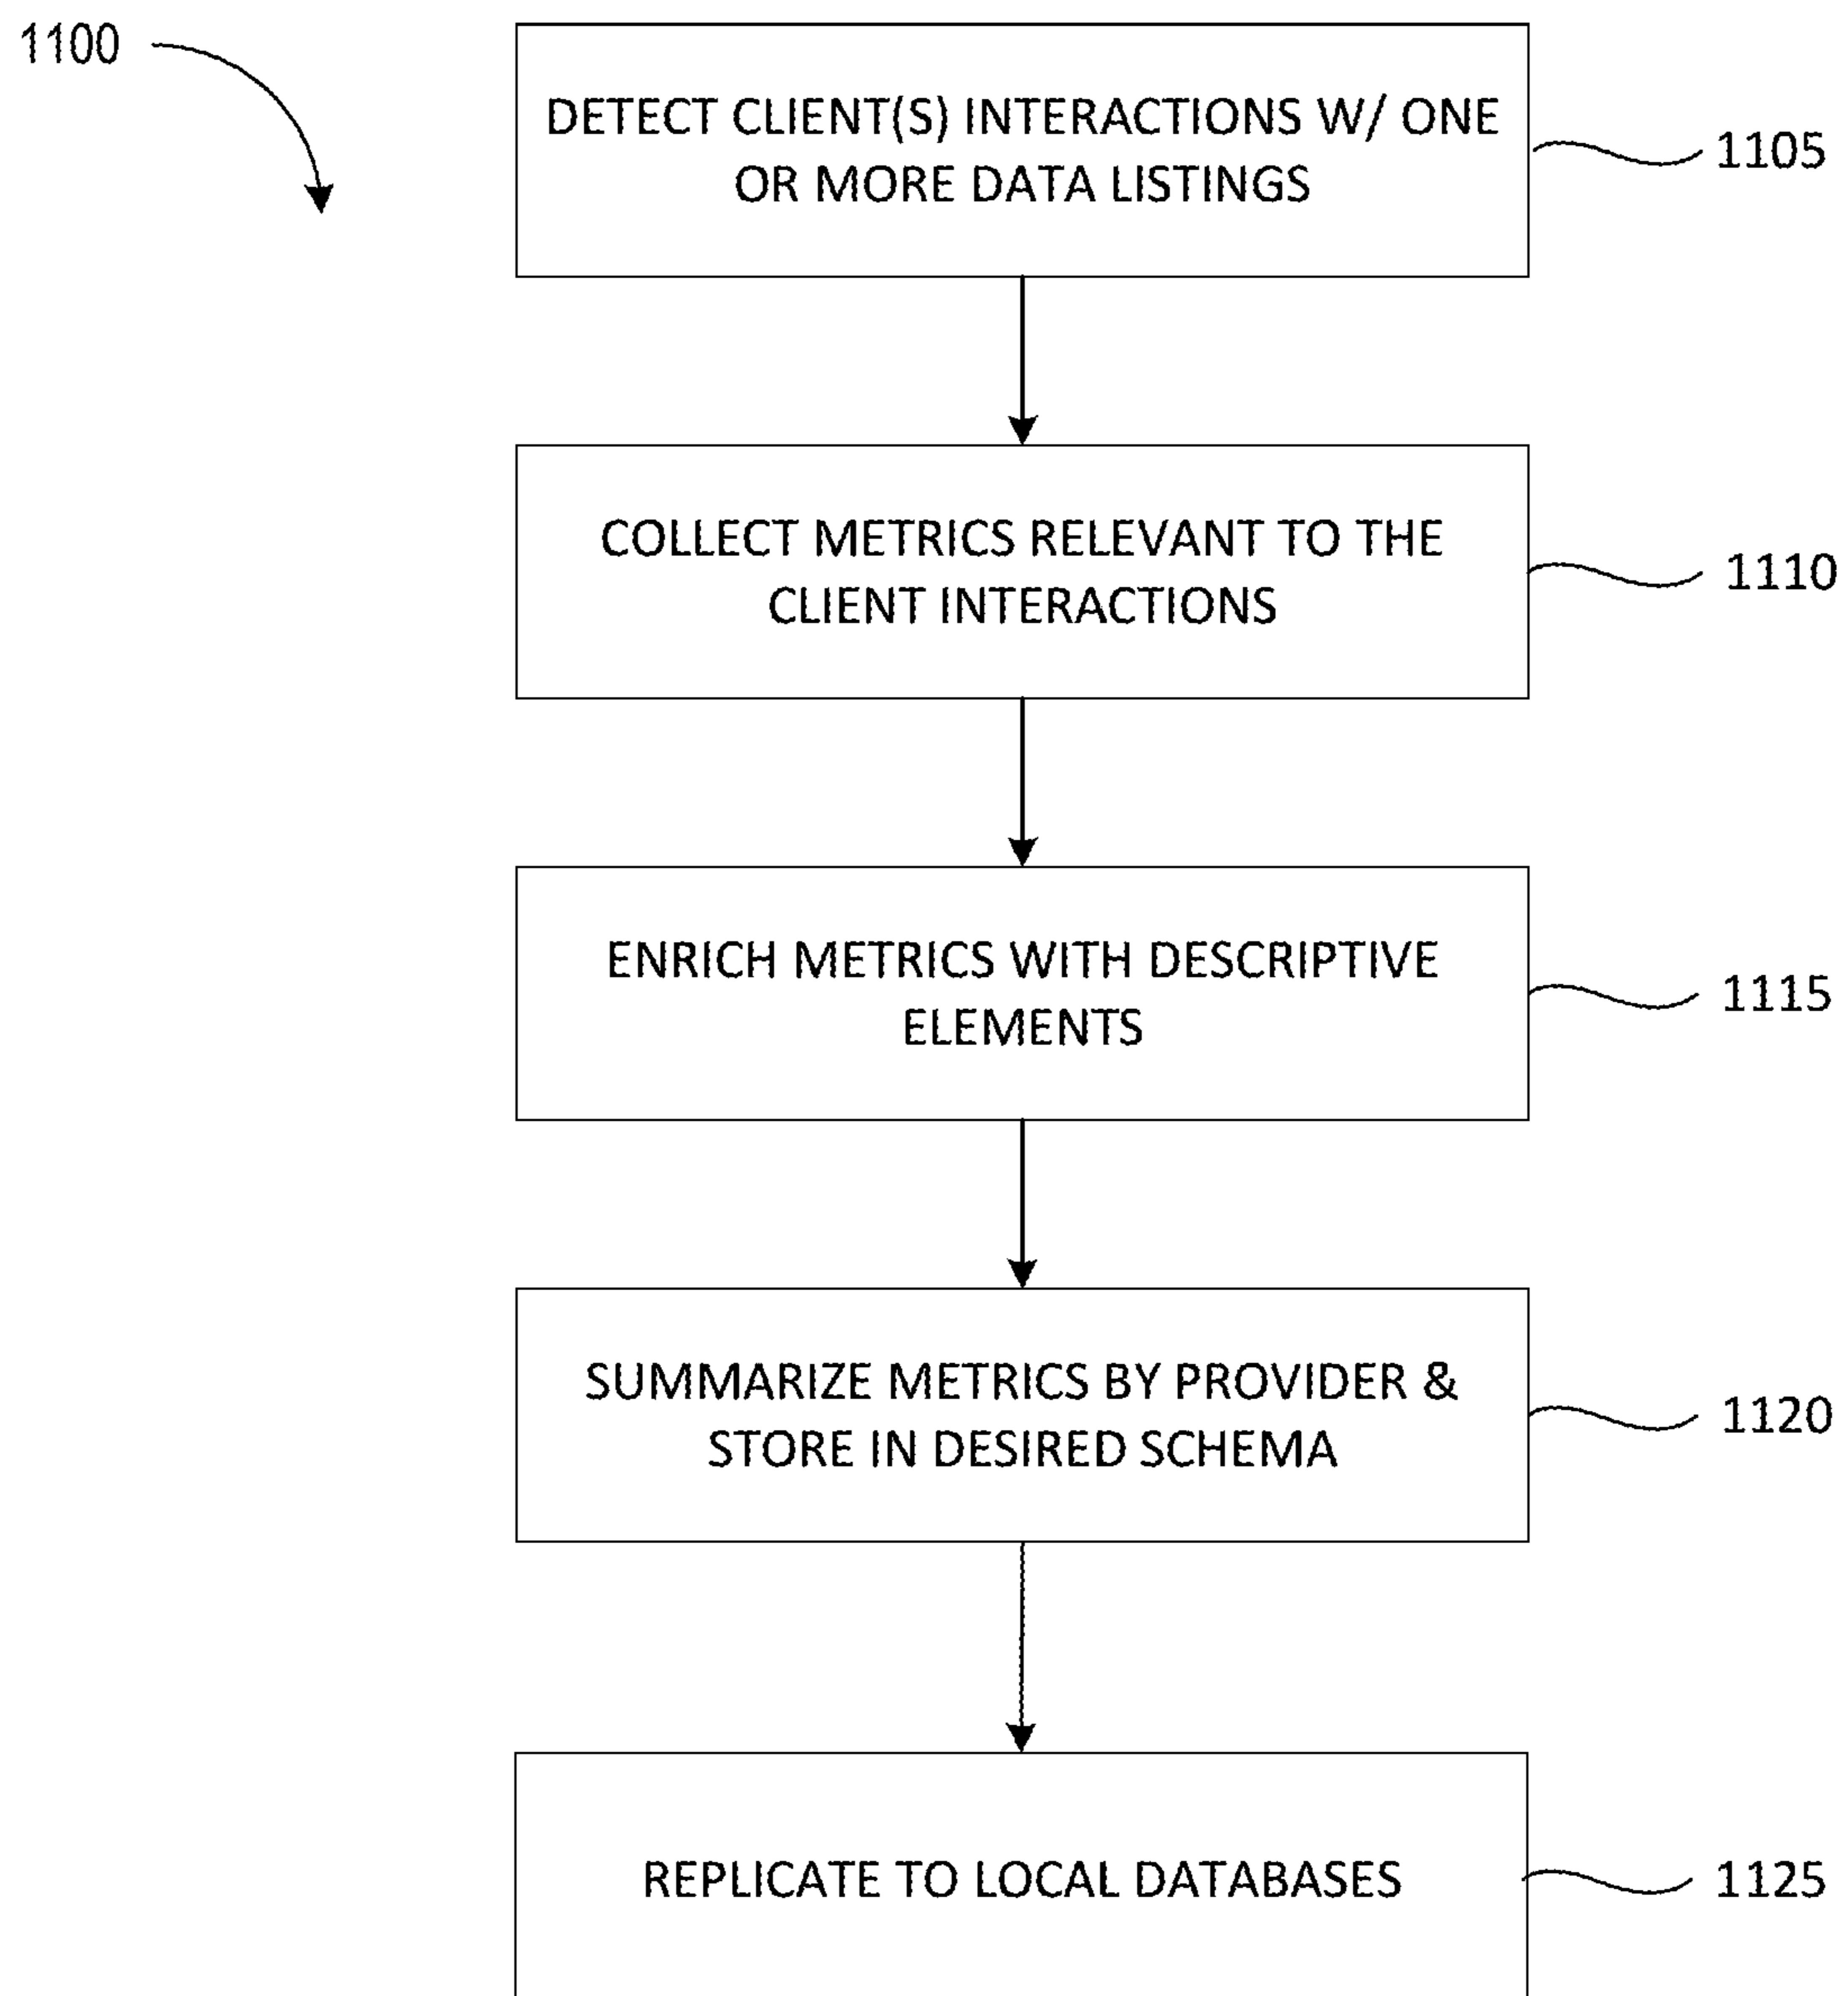 1100
DETECT CLIENT(S) INTERACTIONS W/ ONE
OR MORE DATA LISTINGS
1105
COLLECT METRICS RELEVANT TO THE
CLIENT INTERACTIONS
1110
ENRICH METRICS WITH DESCRIPTIVE
ELEMENTS
1115
SUMMARIZE METRICS BY PROVIDER &
STORE IN DESIRED SCHEMA
1120
REPLICATE TO LOCAL DATABASES
1125